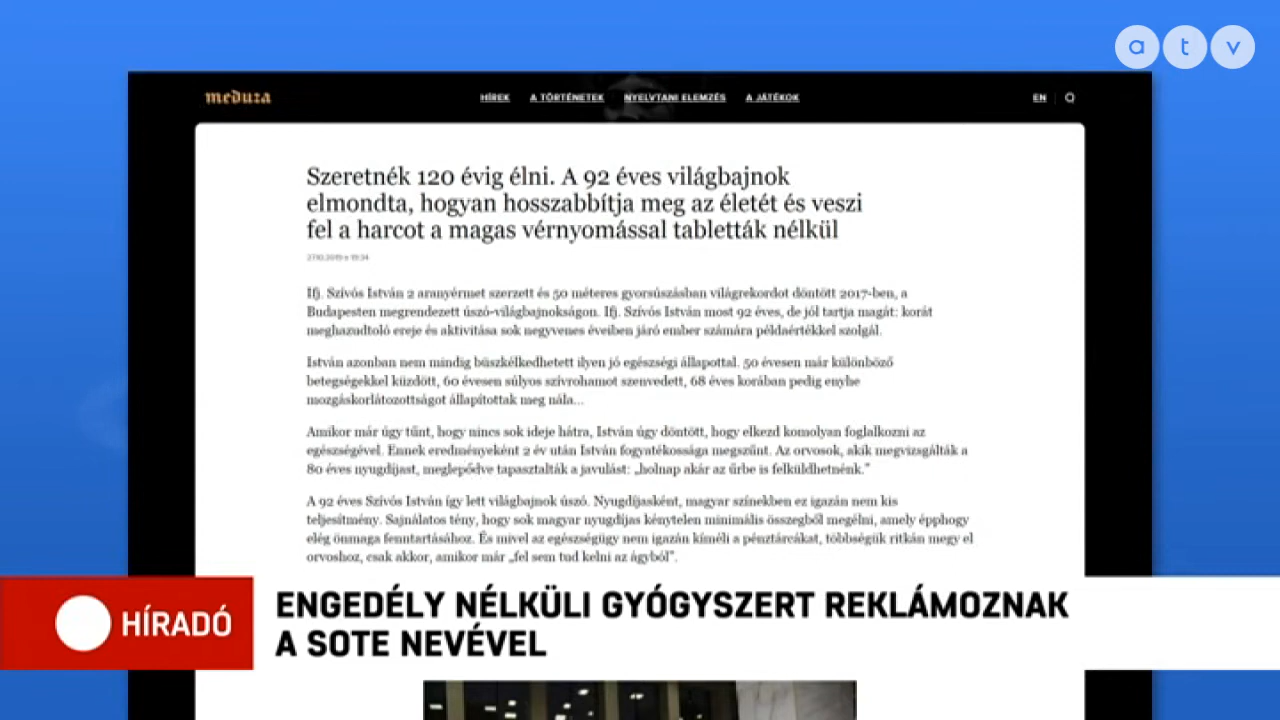 a t v
meduza
HÍREK A TÖRTÉNETEK NYELVTANI ELEMZÉS A JÁTÉKOK EN
Szeretnék 120 évig élni. A 92 éves világbajnok
elmondta, hogyan hosszabbítja meg az életét és veszi
fel a harcot a magas vérnyomással tabletták nélkül
Ifj. Szívós István 2 aranyérmet szerzett és 50 méteres gyorsúszásban világrekordot döntött 2017-ben, a
Budapesten megrendezett úszó-világbajnokságon. Ifj. Szívós István most 92 éves, de jól tartja magát: korát
meghazudtoló ereje és aktivitása sok negyvenes éveiben járó ember számára példaértékkel szolgál.
István azonban nem mindig büszkélkedhetett ilyen jó egészségi állapottal. 50 évesen már különböző
betegségekkel küzdött, 60 évesen súlyos szívrohamot szenvedett, 68 éves korában pedig enyhe
mozgáskorlátozottságot állapítottak meg nála...
Amikor már úgy tűnt, hogy nincs sok ideje hátra, István úgy döntött, hogy elkezd komolyan foglalkozni az
egészségével. Ennek eredményeként 2 év után István fogyatékossága megszűnt. Az orvosok, akik megvizsgálták a
80 éves nyugdíjast, meglepődve tapasztalták a javulást: „holnap akár az űrbe is felküldhetnénk.”
A 92 éves Szívós István így lett világbajnok úszó. Nyugdíjasként, magyar színekben ez igazán nem kis
teljesítmény. Sajnálatos tény, hogy sok magyar nyugdíjas kénytelen minimális összegből megélni, amely épphogy
elég önmaga fenntartásához. És mivel az egészségügy nem igazán kíméli a pénztárcákat, többségük ritkán megy el
orvoshoz, csak akkor, amikor már „fel sem tud kelni az ágyból”.
HÍRADÓ
ENGEDÉLY NÉLKÜLI GYÓGYSZERT REKLÁMOZNAK
A SOTE NEVÉVEL